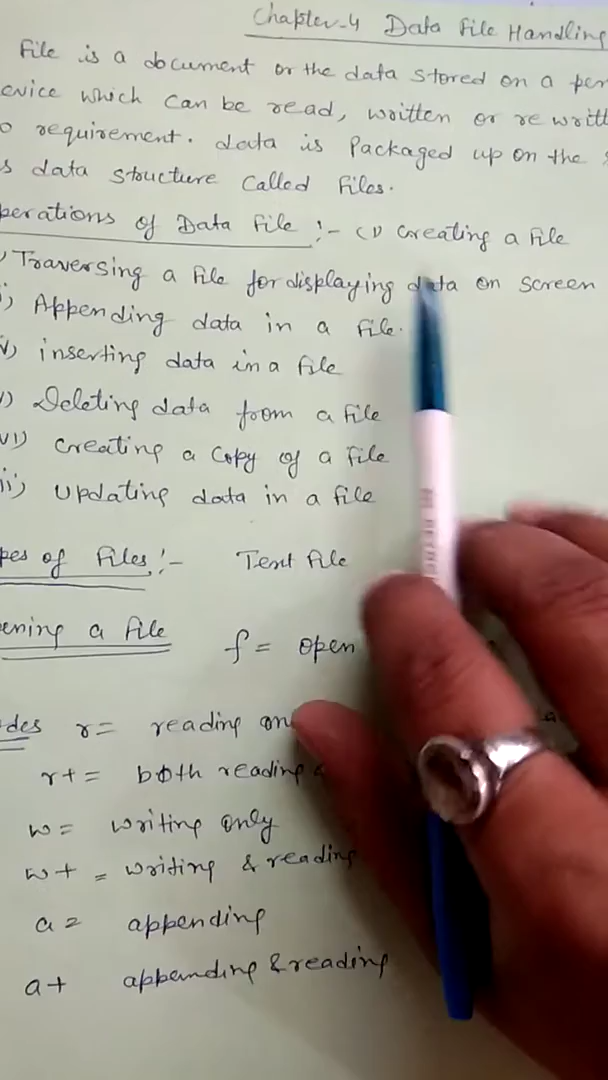 Chapter-4 Data File Handling
File is a document or the data stored on a per
evice which can be read, written or re writt
o requirement. data is Packaged up on the s
s data structure called Files.
perations of Data File :- (i) Creating a File
) Traversing a File for displaying data on screen
i) Appending data in a File.
v) inserting data in a File
) Deleting data from a File
vi) Creating a Copy of a File
ii) Updating data in a File
pes of Files :- Text File
ening a File f = open
des r = reading on
r+ = both reading &
w = writing only
w+ = writing & reading
a = appending
a+ appending & reading